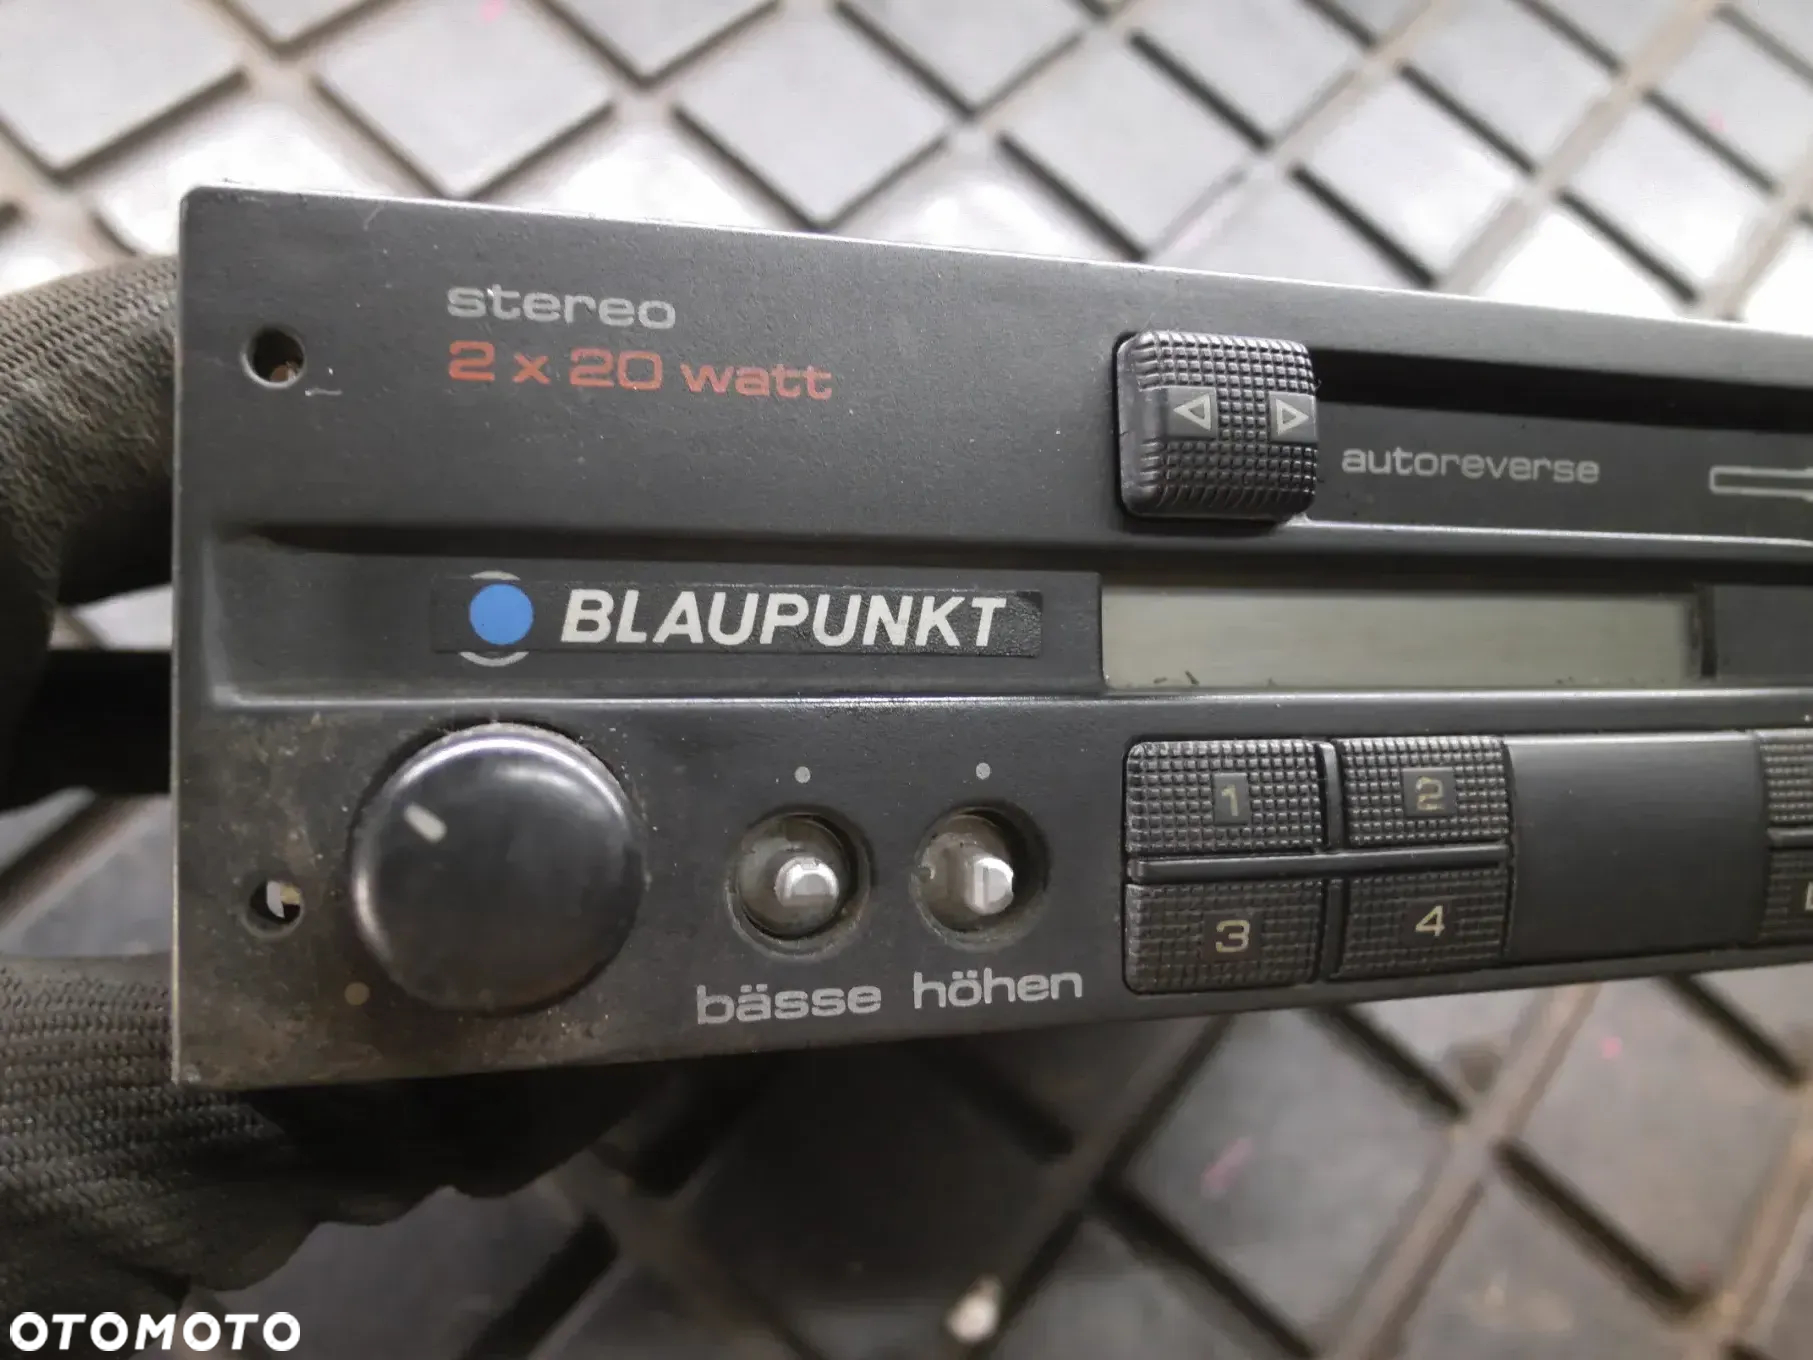 stereo
2 x 20 watt
autoreverse
BLAUPUNKT
1 2
3 4
bässe höhen
OTOMOTO